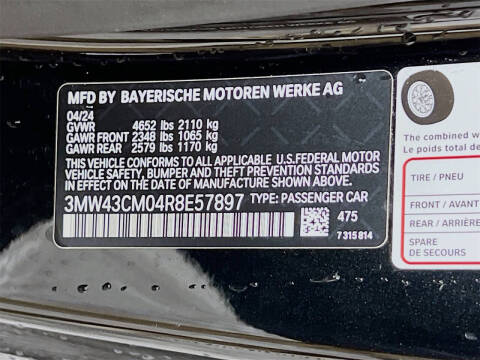 MFD BY BAYERISCHE MOTOREN WERKE AG
04/24
GVWR 4652 lbs 2110 kg
GAWR FRONT 2348 lbs 1065 kg
GAWR REAR 2579 lbs 1170 kg
THIS VEHICLE CONFORMS TO ALL APPLICABLE U.S.FEDERAL MOTOR
VEHICLE SAFETY, BUMPER AND THEFT PREVENTION STANDARDS
IN EFFECT ON THE DATE OF MANUFACTURE SHOWN ABOVE.
3MW43CM04R8E57897 TYPE: PASSENGER CAR
475
7315814
The combined w
Le poids total de
TIRE / PNEU
FRONT / AVANT
REAR / ARRIÈRE
SPARE
DE SECOURS